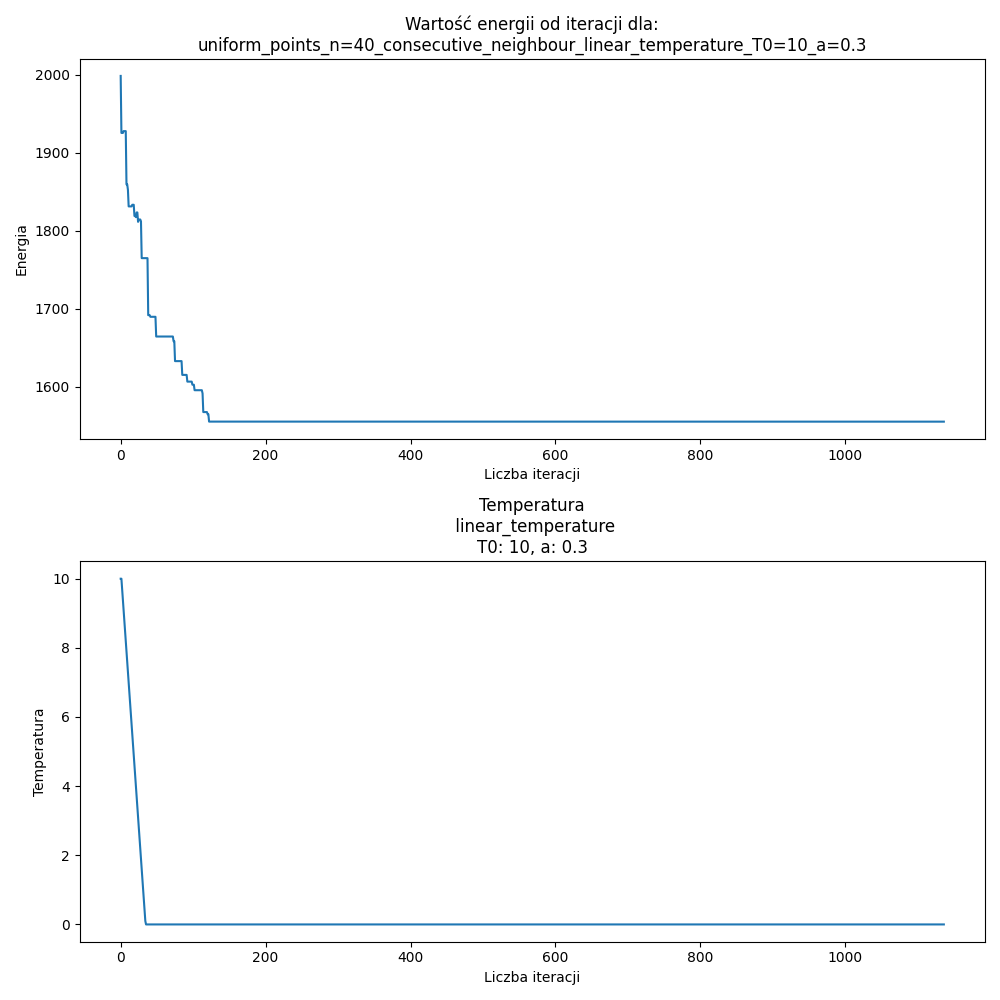 Wartość energii od iteracji dla:
uniform_points_n=40_consecutive_neighbour_linear_temperature_T0=10_a=0.3
2000
1900
1800
1700
1600
Energia
0 200 400 600 800 1000
Liczba iteracji
Temperatura
linear_temperature
T0: 10, a: 0.3
10
8
6
4
2
0
Temperatura
0 200 400 600 800 1000
Liczba iteracji